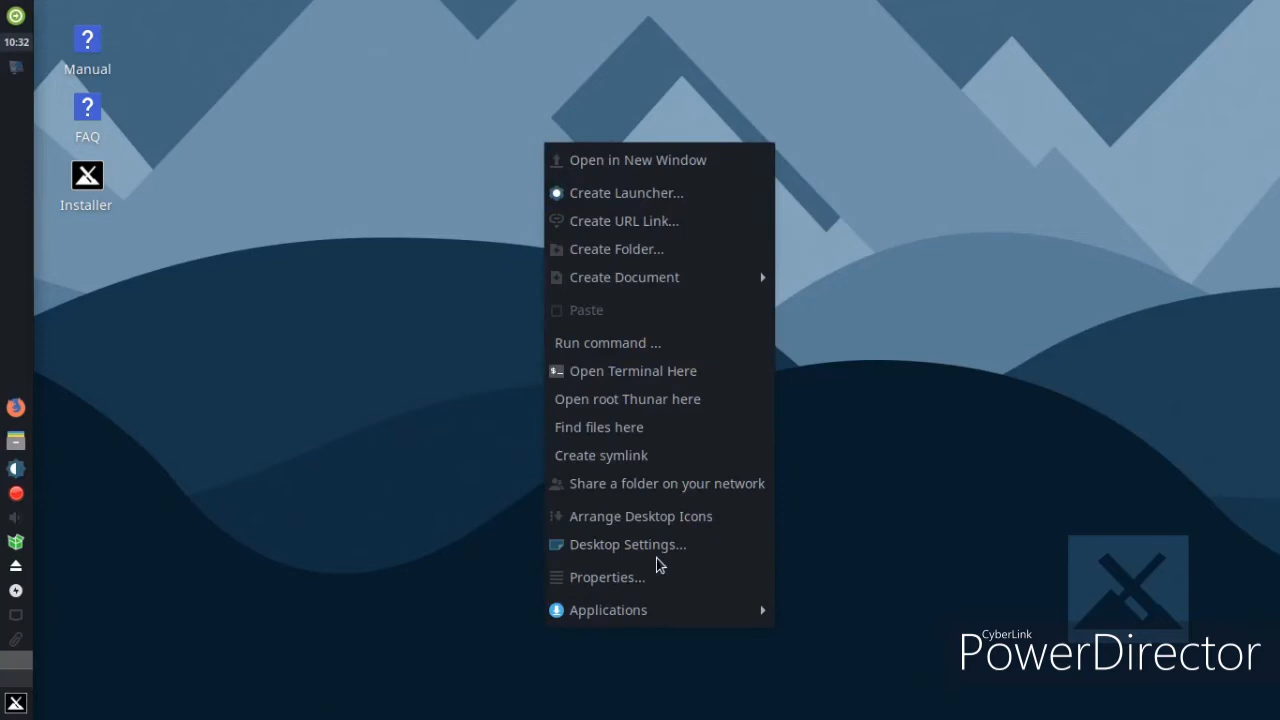 10:32
Manual
FAQ
Installer
Open in New Window
Create Launcher...
Create URL Link...
Create Folder...
Create Document
Paste
Run command ...
Open Terminal Here
Open root Thunar here
Find files here
Create symlink
Share a folder on your network
Arrange Desktop Icons
Desktop Settings...
Properties...
Applications
CyberLink
PowerDirector